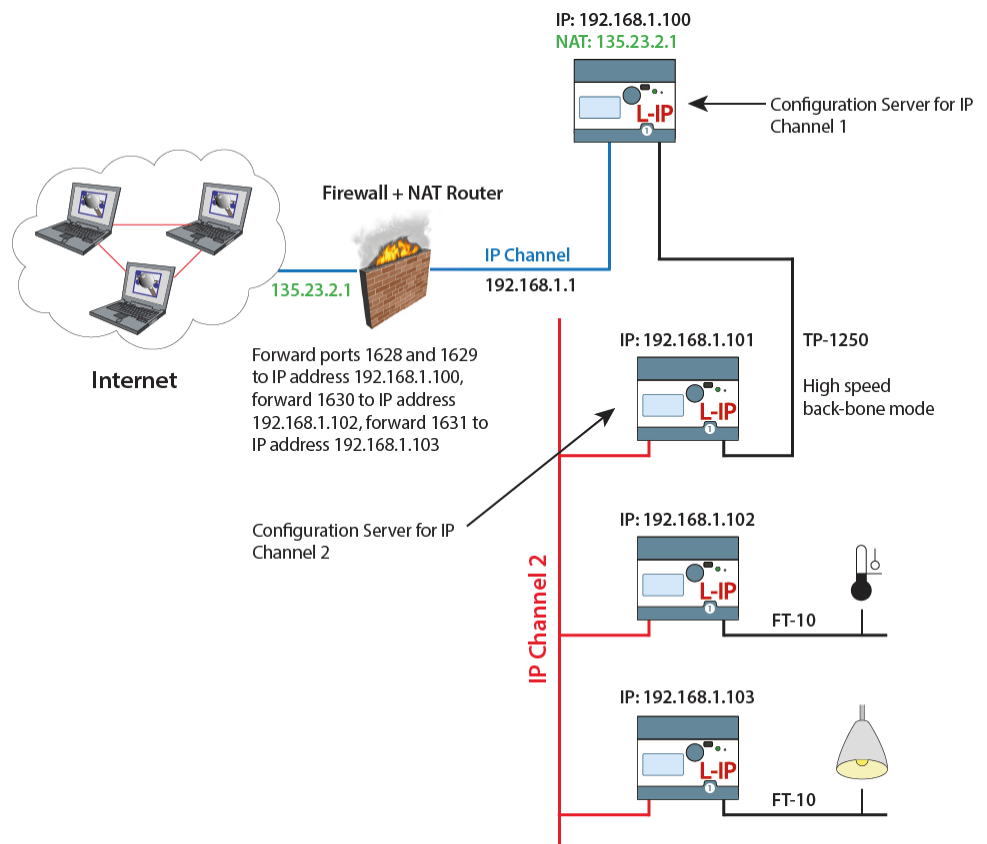 IP: 192.168.1.100
NAT: 135.23.2.1
L-IP
1
Configuration Server for IP
Channel 1
Firewall + NAT Router
IP Channel
192.168.1.1
135.23.2.1
Internet
Forward ports 1628 and 1629
to IP address 192.168.1.100,
forward 1630 to IP address
192.168.1.102, forward 1631 to
IP address 192.168.1.103
IP: 192.168.1.101
L-IP
1
TP-1250
High speed
back-bone mode
Configuration Server for IP
Channel 2
IP Channel 2
IP: 192.168.1.102
L-IP
1
FT-10
IP: 192.168.1.103
L-IP
1
FT-10